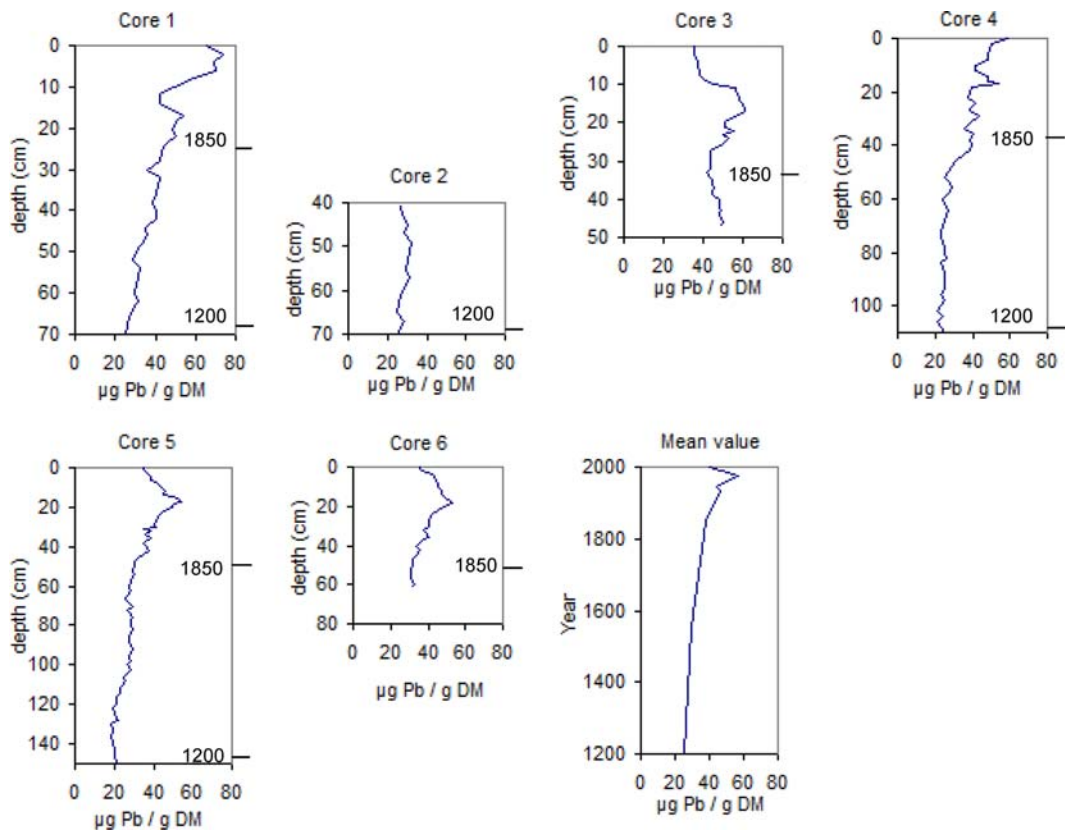 Core 1
0
10
20
30
40
50
60
70
depth (cm)
1850
1200
0 20 40 60 80
µg Pb / g DM
Core 2
40
50
60
70
depth (cm)
1200
0 20 40 60 80
µg Pb / g DM
Core 3
0
10
20
30
40
50
depth (cm)
1850
0 20 40 60 80
µg Pb / g DM
Core 4
0
20
40
60
80
100
depth (cm)
1850
1200
0 20 40 60 80
µg Pb / g DM
Core 5
0
20
40
60
80
100
120
140
depth (cm)
1850
1200
0 20 40 60 80
µg Pb / g DM
Core 6
0
20
40
60
80
depth (cm)
1850
0 20 40 60 80
µg Pb / g DM
Mean value
2000
1800
1600
1400
1200
Year
0 20 40 60 80
µg Pb / g DM